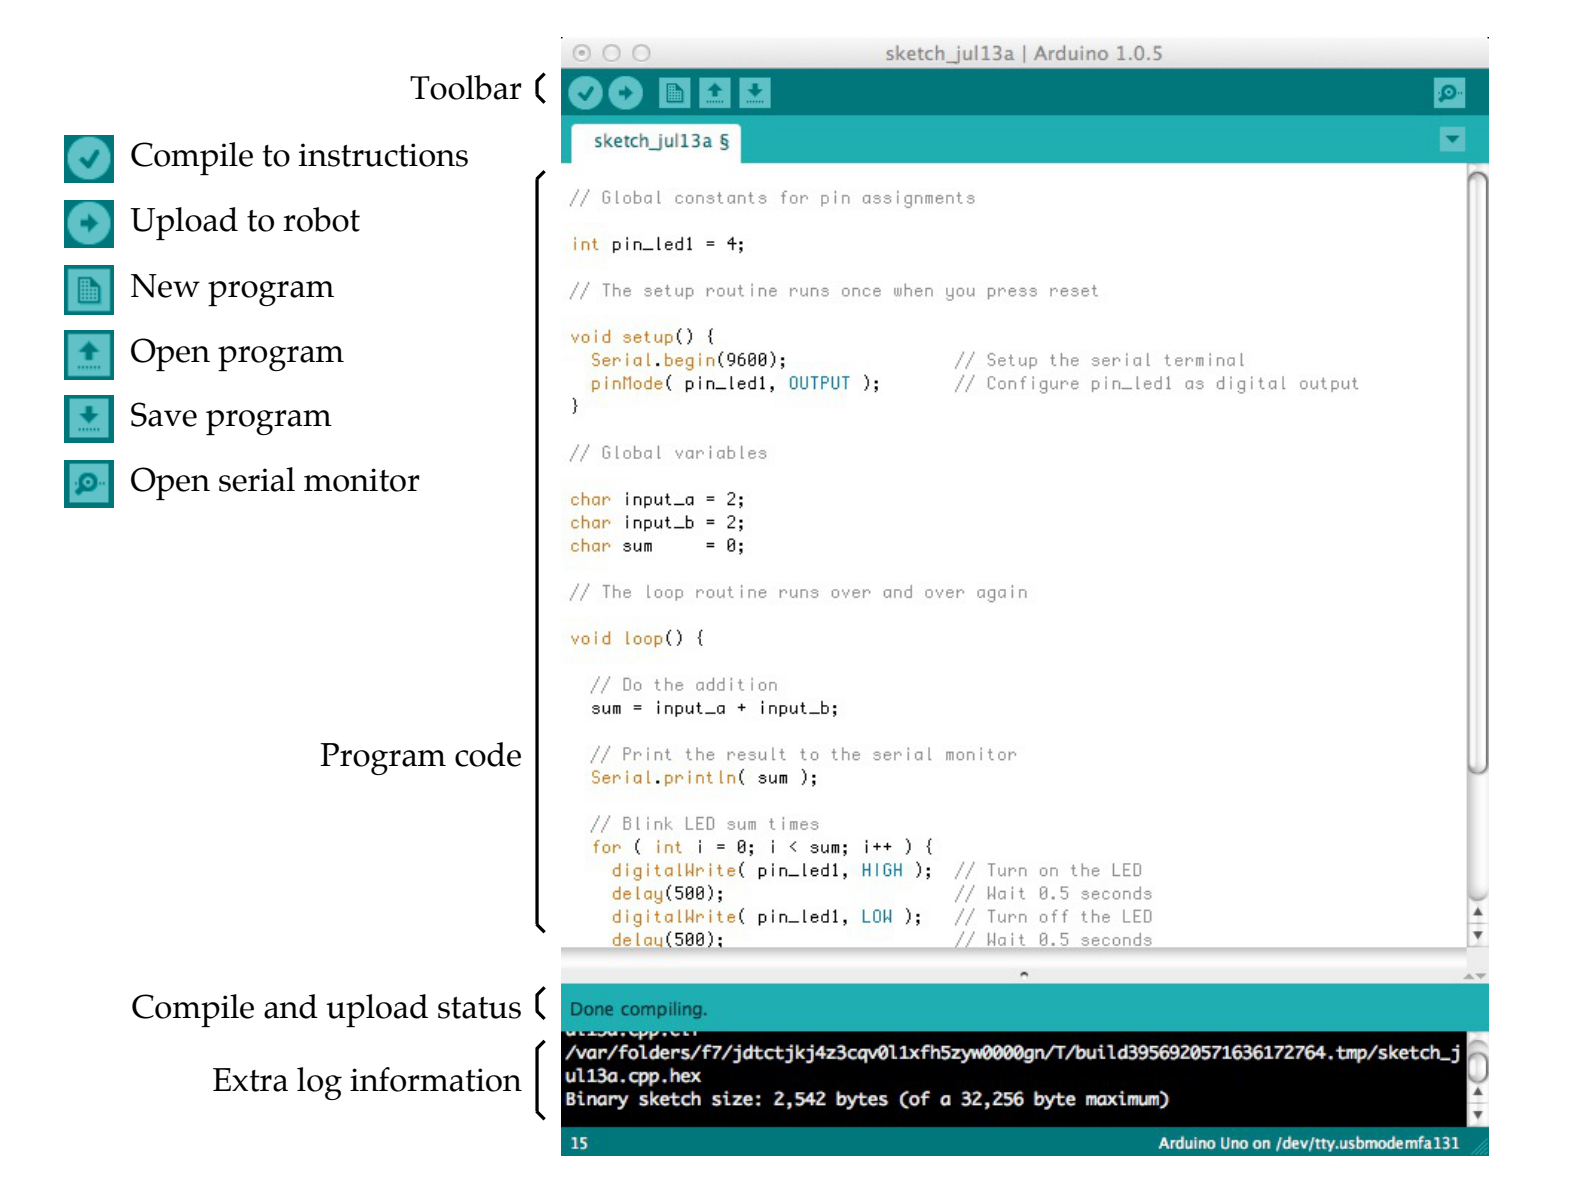 sketch_jul13a | Arduino 1.0.5
Toolbar
sketch_jul13a §
Compile to instructions
Upload to robot
New program
Open program
Save program
Open serial monitor
Program code
// Global constants for pin assignments
int pin_led1 = 4;
// The setup routine runs once when you press reset
void setup() {
Serial.begin(9600); // Setup the serial terminal
pinMode( pin_led1, OUTPUT ); // Configure pin_led1 as digital output
}
// Global variables
char input_a = 2;
char input_b = 2;
char sum = 0;
// The loop routine runs over and over again
void loop() {
// Do the addition
sum = input_a + input_b;
// Print the result to the serial monitor
Serial.println( sum );
// Blink LED sum times
for ( int i = 0; i < sum; i++ ) {
digitalWrite( pin_led1, HIGH ); // Turn on the LED
delay(500); // Wait 0.5 seconds
digitalWrite( pin_led1, LOW ); // Turn off the LED
delay(500); // Wait 0.5 seconds
Compile and upload status
Done compiling.
Extra log information
ul13a.cpp.elf
/var/folders/f7/jdtctjkj4z3cqv0l1xfh5zyw0000gn/T/build3956920571636172764.tmp/sketch_j
ul13a.cpp.hex
Binary sketch size: 2,542 bytes (of a 32,256 byte maximum)
15
Arduino Uno on /dev/tty.usbmodemfa131